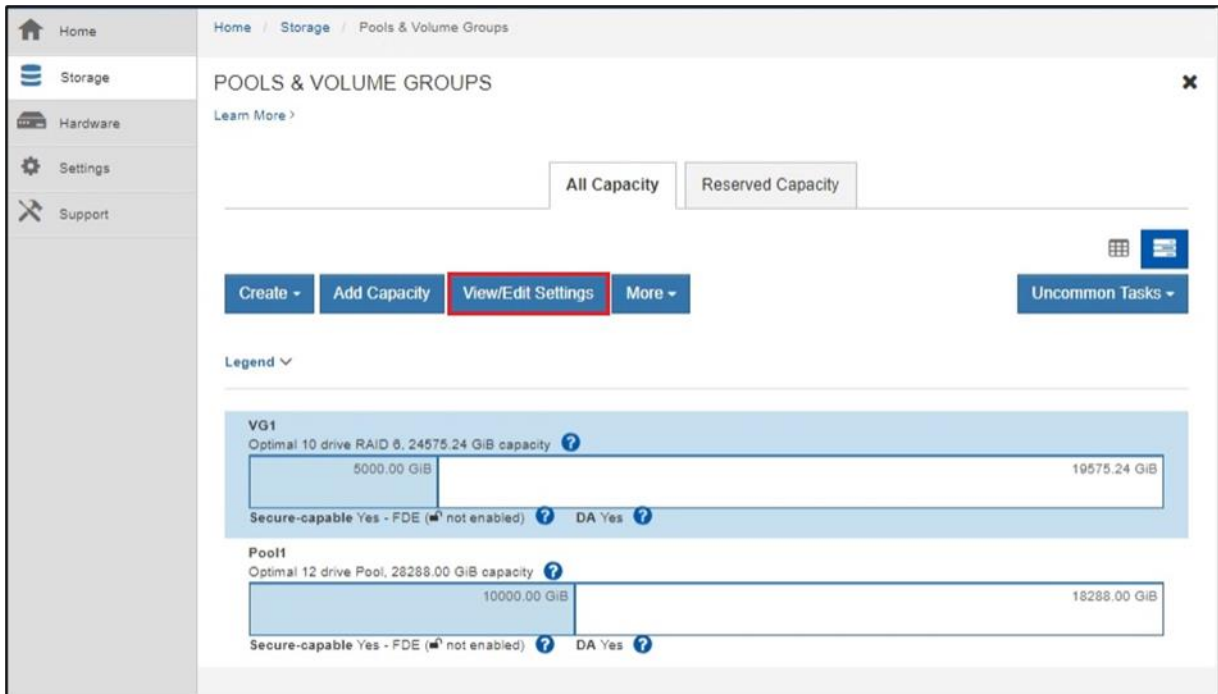 Home
Storage
Hardware
Settings
Support
Home / Storage / Pools & Volume Groups
POOLS & VOLUME GROUPS
Learn More >
All Capacity
Reserved Capacity
Create
Add Capacity
View/Edit Settings
More
Uncommon Tasks
Legend
VG1
Optimal 10 drive RAID 6, 24575.24 GiB capacity ?
5000.00 GiB 19575.24 GiB
Secure-capable Yes - FDE ( not enabled) ? DA Yes ?
Pool1
Optimal 12 drive Pool, 28288.00 GiB capacity ?
10000.00 GiB 18288.00 GiB
Secure-capable Yes - FDE ( not enabled) ? DA Yes ?